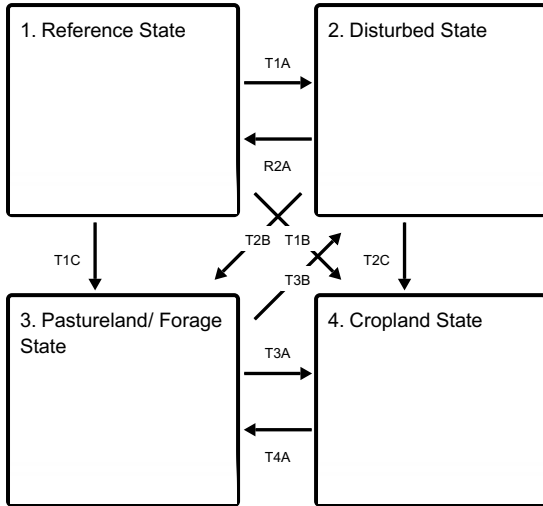 1. Reference State
2. Disturbed State
T1A
R2A
T2B
T1B
T1C
T2C
T3B
3. Pastureland/ Forage
State
4. Cropland State
T3A
T4A